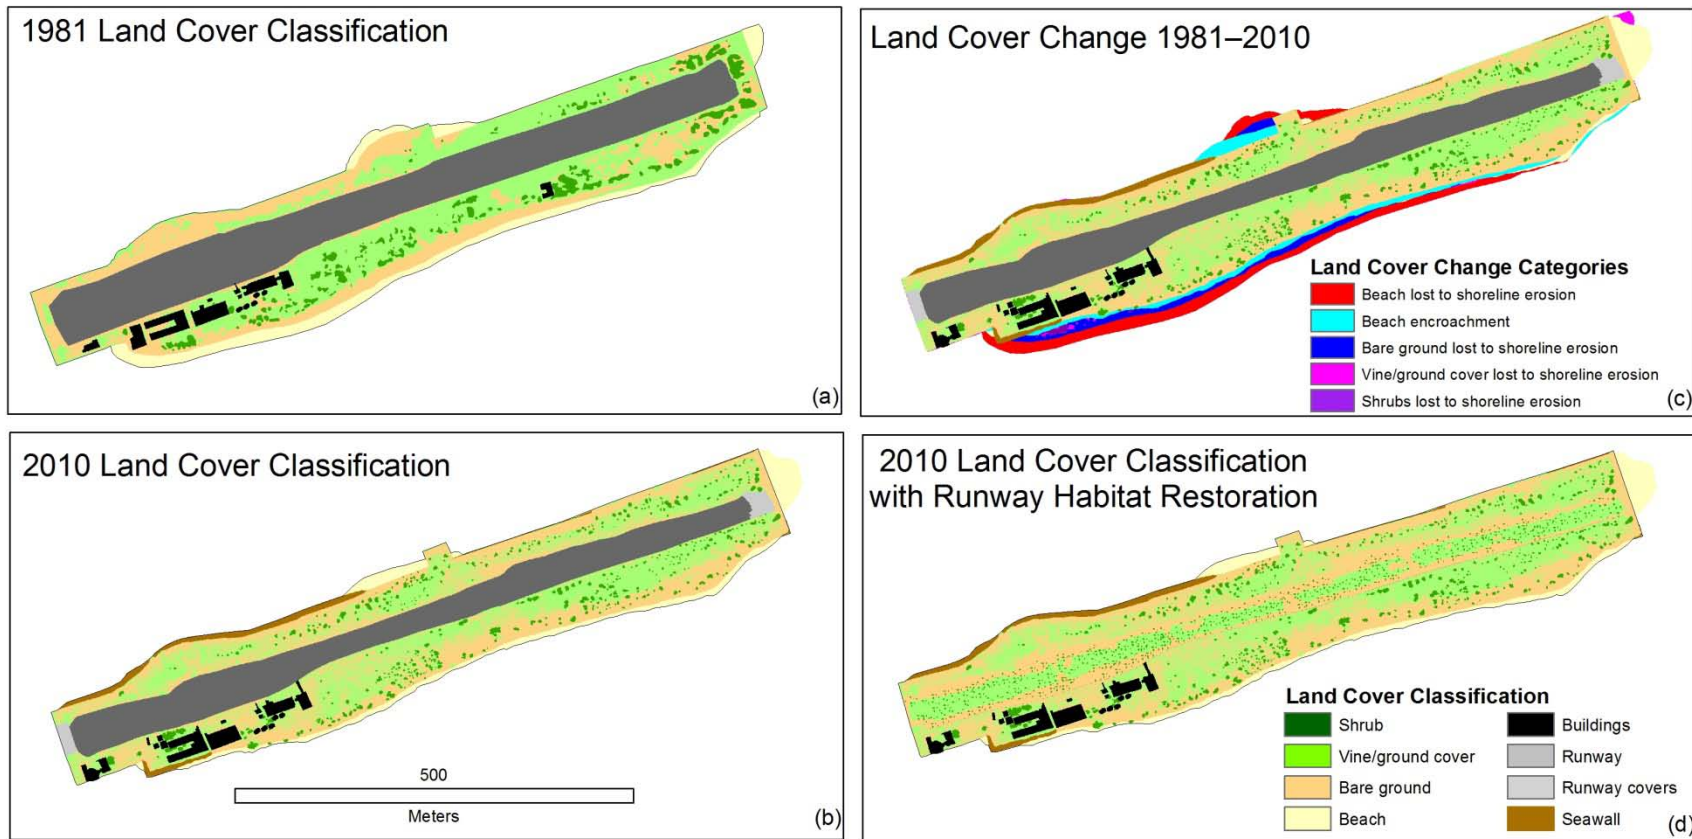 1981 Land Cover Classification
(a)
Land Cover Change 1981–2010
Land Cover Change Categories
Beach lost to shoreline erosion
Beach encroachment
Bare ground lost to shoreline erosion
Vine/ground cover lost to shoreline erosion
Shrubs lost to shoreline erosion
(c)
2010 Land Cover Classification
500
Meters
(b)
2010 Land Cover Classification
with Runway Habitat Restoration
Land Cover Classification
Shrub
Vine/ground cover
Bare ground
Beach
Buildings
Runway
Runway covers
Seawall
(d)